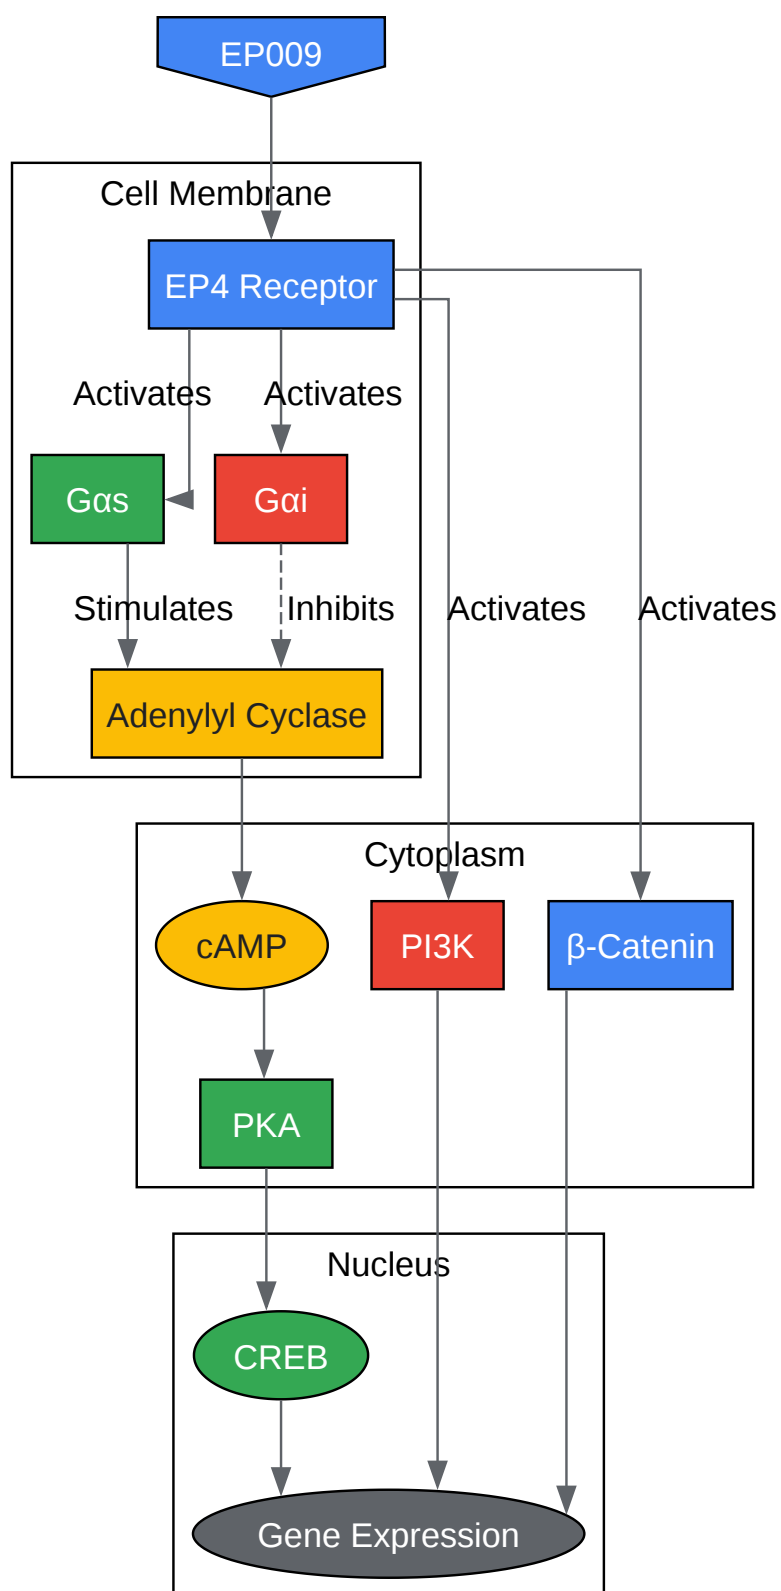 EP009
Cell Membrane
EP4 Receptor
Activates
Activates
Gαs
Gαi
Stimulates
Inhibits
Activates
Activates
Adenylyl Cyclase
Cytoplasm
cAMP
PI3K
β-Catenin
PKA
Nucleus
CREB
Gene Expression